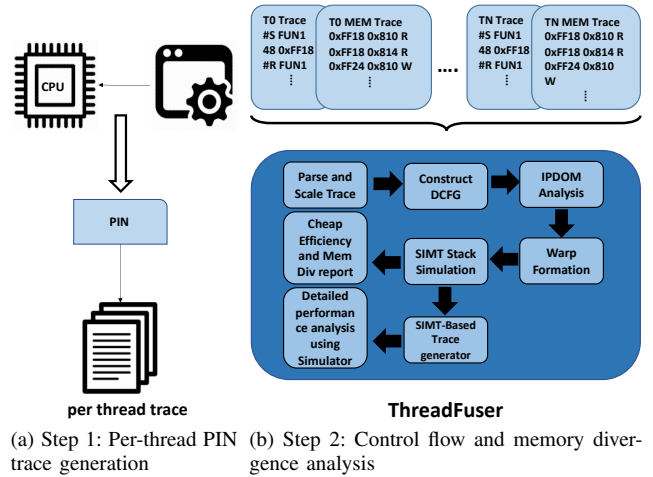 CPU
PIN
per thread trace
(a) Step 1: Per-thread PIN
trace generation
T0 Trace
#S FUN1
48 0xFF18
#R FUN1
⋮
T0 MEM Trace
0xFF18 0x810 R
0xFF18 0x814 R
0xFF24 0x810 W
⋮
....
TN Trace
#S FUN1
48 0xFF18
#R FUN1
⋮
TN MEM Trace
0xFF18 0x810 R
0xFF18 0x814 R
0xFF24 0x810
W
⋮
Parse and
Scale Trace
Construct
DCFG
IPDOM
Analysis
Warp
Formation
SIMT Stack
Simulation
Cheap
Efficiency
and Mem
Div report
SIMT-Based
Trace
generator
Detailed
performa
nce analysis
using
Simulator
ThreadFuser
(b) Step 2: Control flow and memory diver-
gence analysis